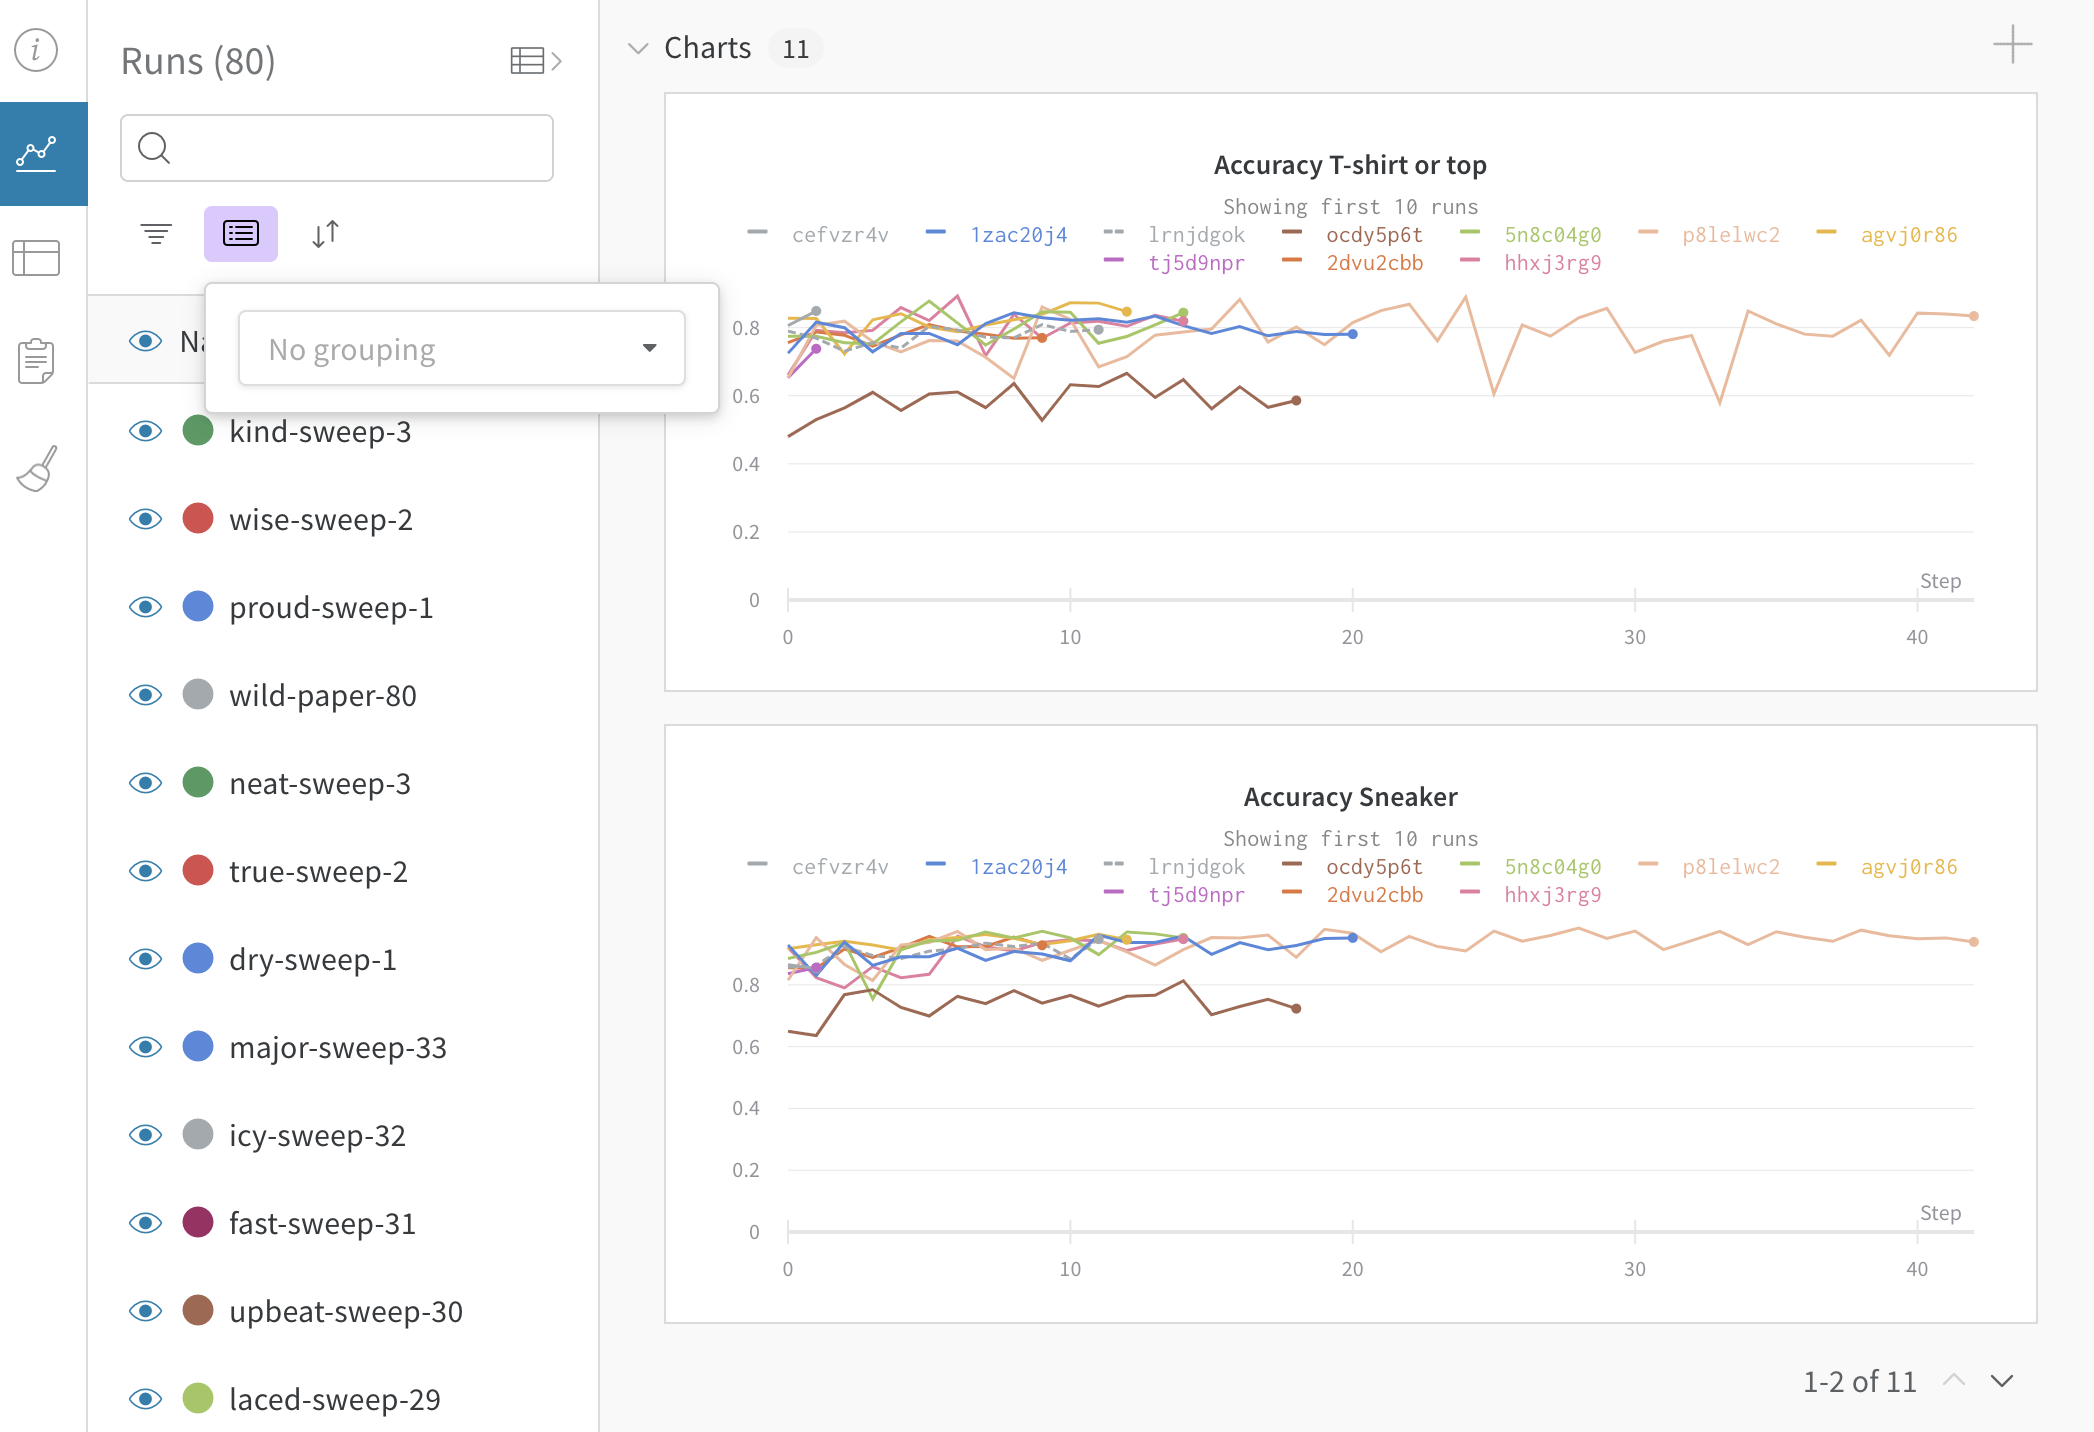 Runs (80)
No grouping
kind-sweep-3
wise-sweep-2
proud-sweep-1
wild-paper-80
neat-sweep-3
true-sweep-2
dry-sweep-1
major-sweep-33
icy-sweep-32
fast-sweep-31
upbeat-sweep-30
laced-sweep-29
Charts 11
Accuracy T-shirt or top
Showing first 10 runs
cefvzr4v 1zac20j4 lrnjdgok ocdy5p6t 5n8c04g0 p8lelwc2 agvj0r86
tj5d9npr 2dvu2cbb hhxj3rg9
0.8
0.6
0.4
0.2
Step
0
0 10 20 30 40
Accuracy Sneaker
Showing first 10 runs
cefvzr4v 1zac20j4 lrnjdgok ocdy5p6t 5n8c04g0 p8lelwc2 agvj0r86
tj5d9npr 2dvu2cbb hhxj3rg9
0.8
0.6
0.4
0.2
Step
0
0 10 20 30 40
1-2 of 11